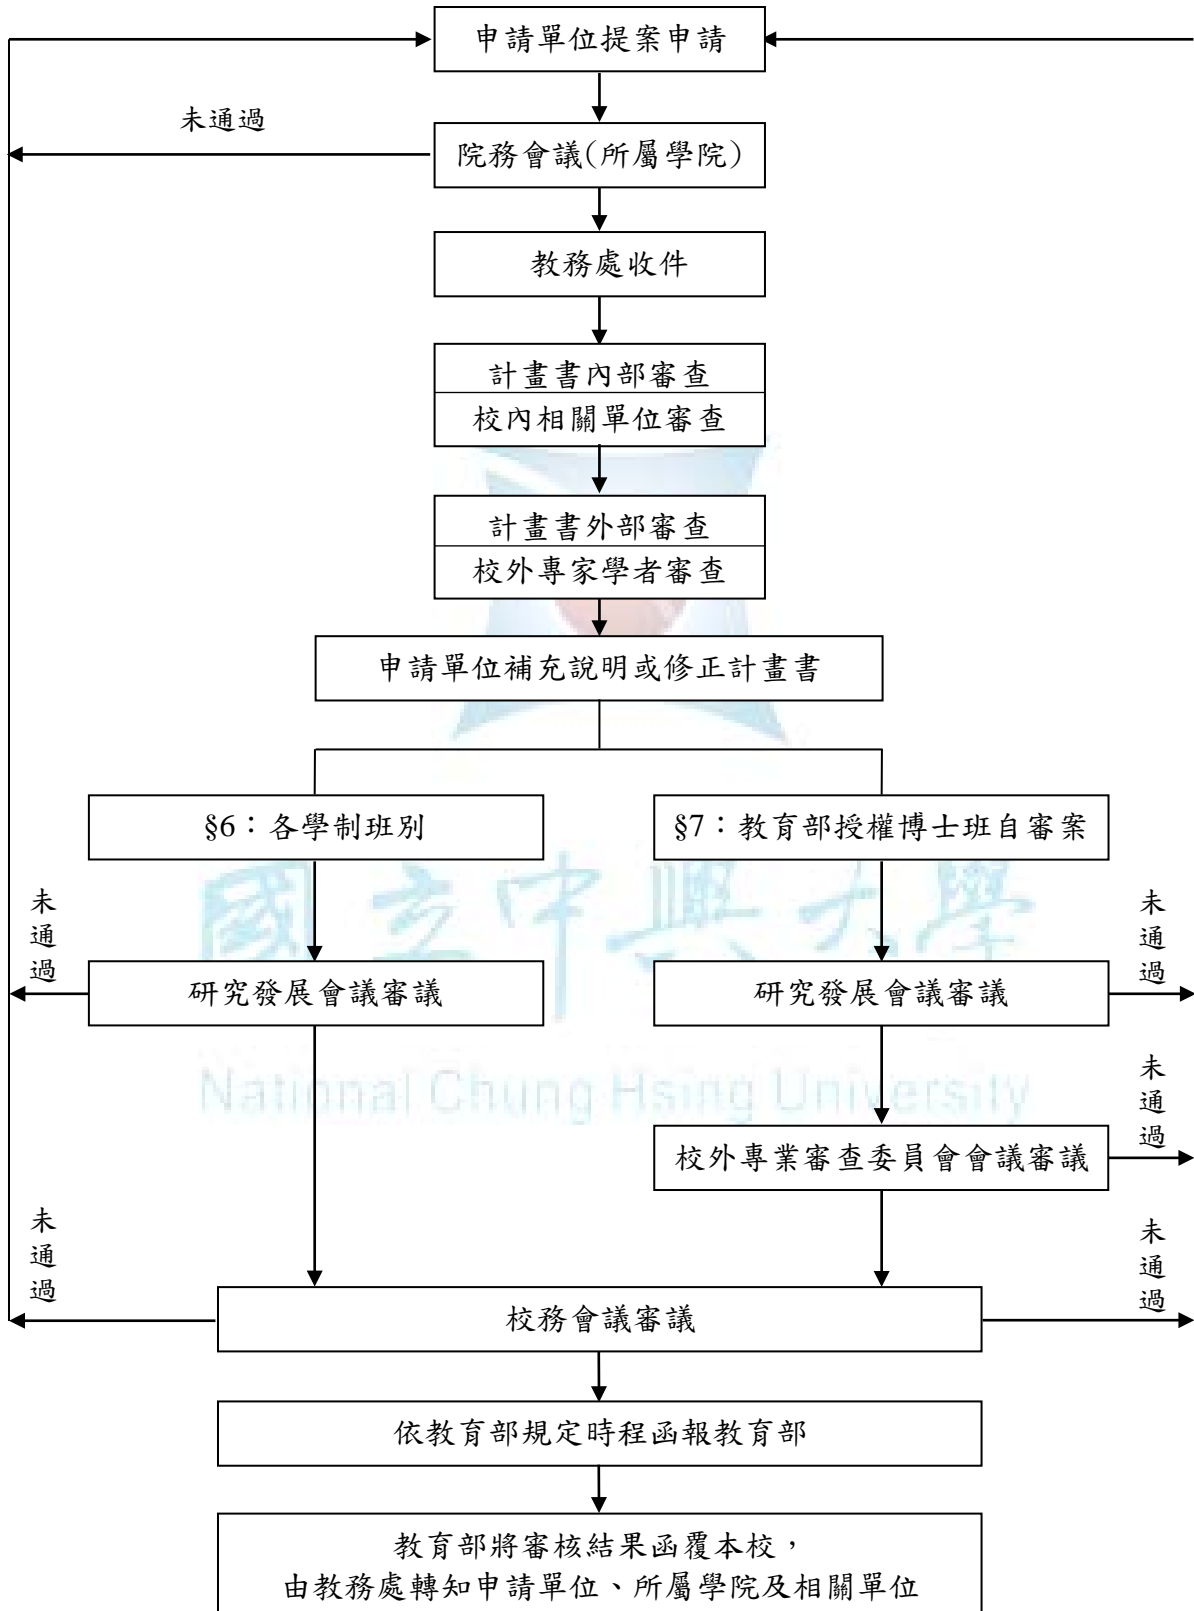 申請單位提案申請
未通過
院務會議(所屬學院)
教務處收件
計畫書內部審查
校內相關單位審查
計畫書外部審查
校外專家學者審查
申請單位補充說明或修正計畫書
§6：各學制班別
§7：教育部授權博士班自審案
國立中興大學
未通過
未通過
研究發展會議審議
研究發展會議審議
National Chung Hsing University
未通過
校外專業審查委員會會議審議
未通過
未通過
校務會議審議
依教育部規定時程函報教育部
教育部將審核結果函覆本校，
由教務處轉知申請單位、所屬學院及相關單位